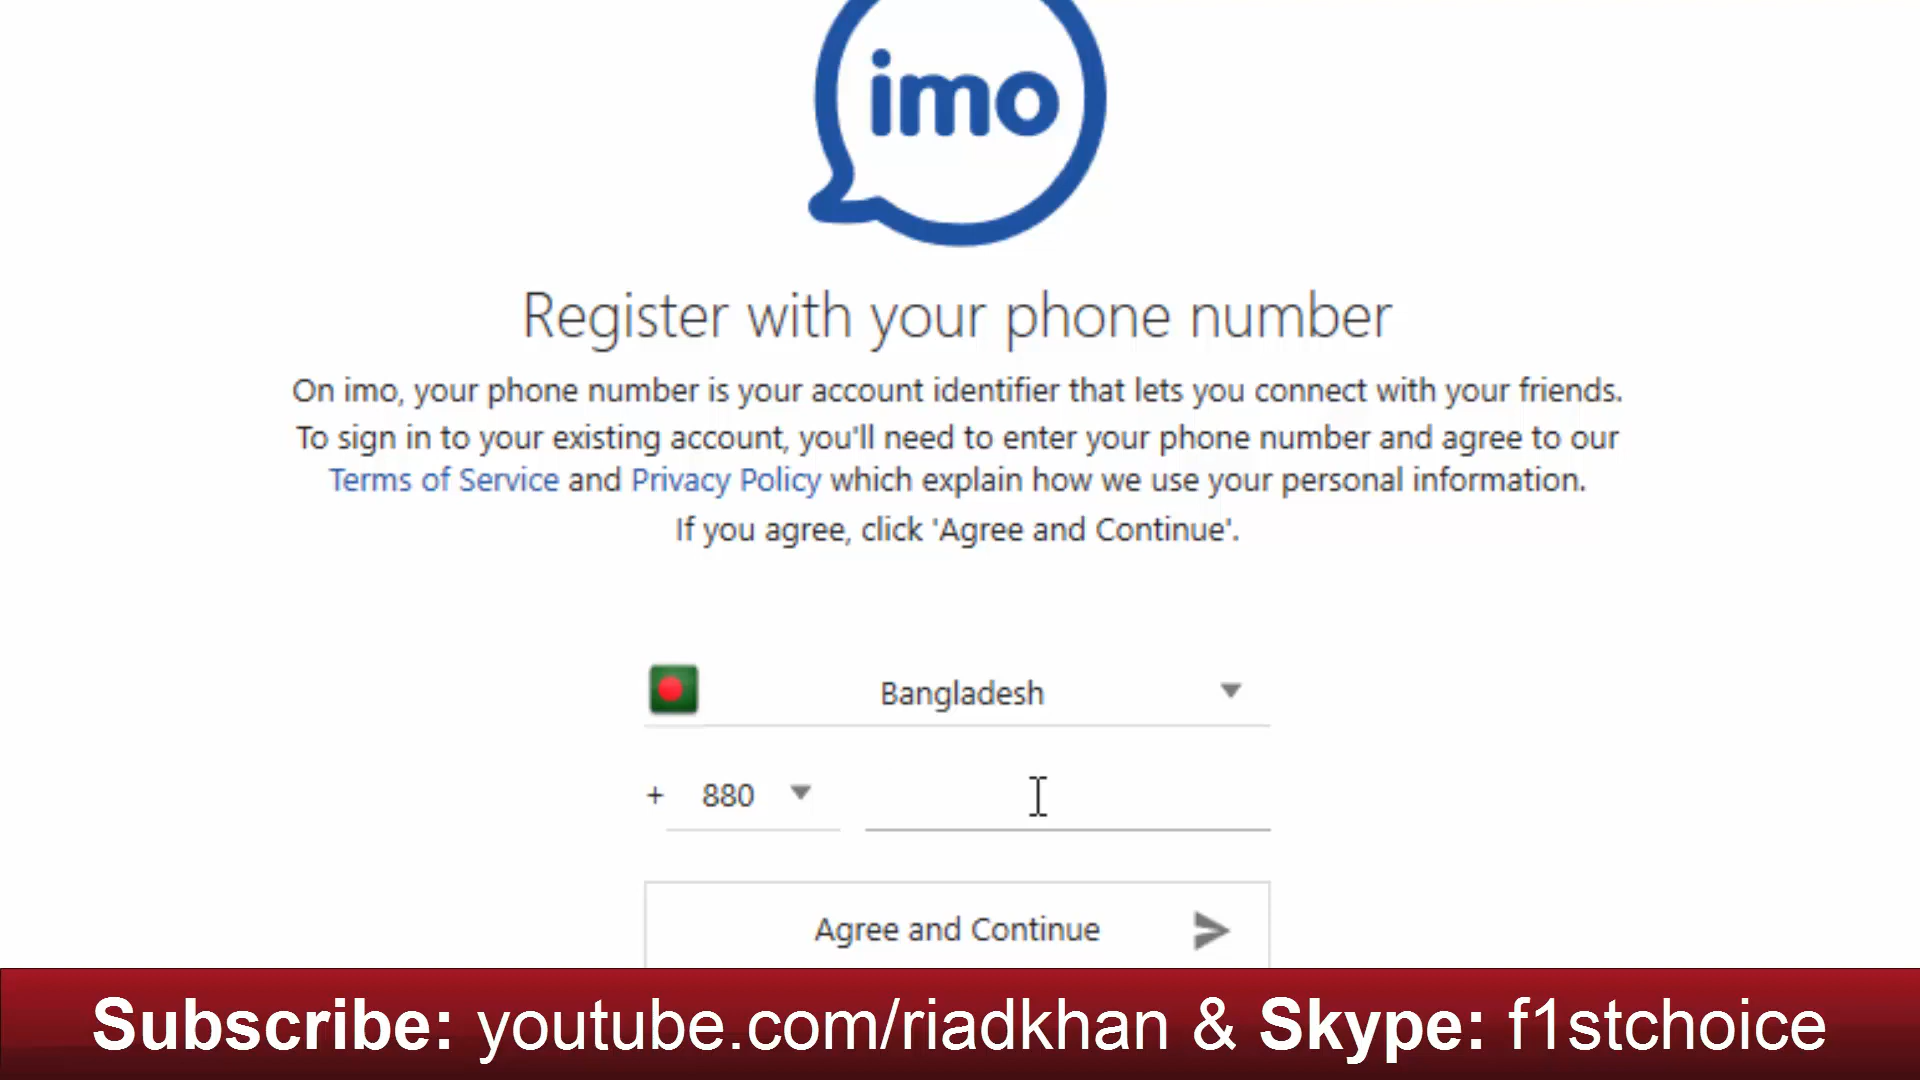 imo
Register with your phone number
On imo, your phone number is your account identifier that lets you connect with your friends.
To sign in to your existing account, you'll need to enter your phone number and agree to our
Terms of Service and Privacy Policy which explain how we use your personal information.
If you agree, click 'Agree and Continue'.
Bangladesh
+ 880
Agree and Continue
Subscribe: youtube.com/riadkhan & Skype: f1stchoice